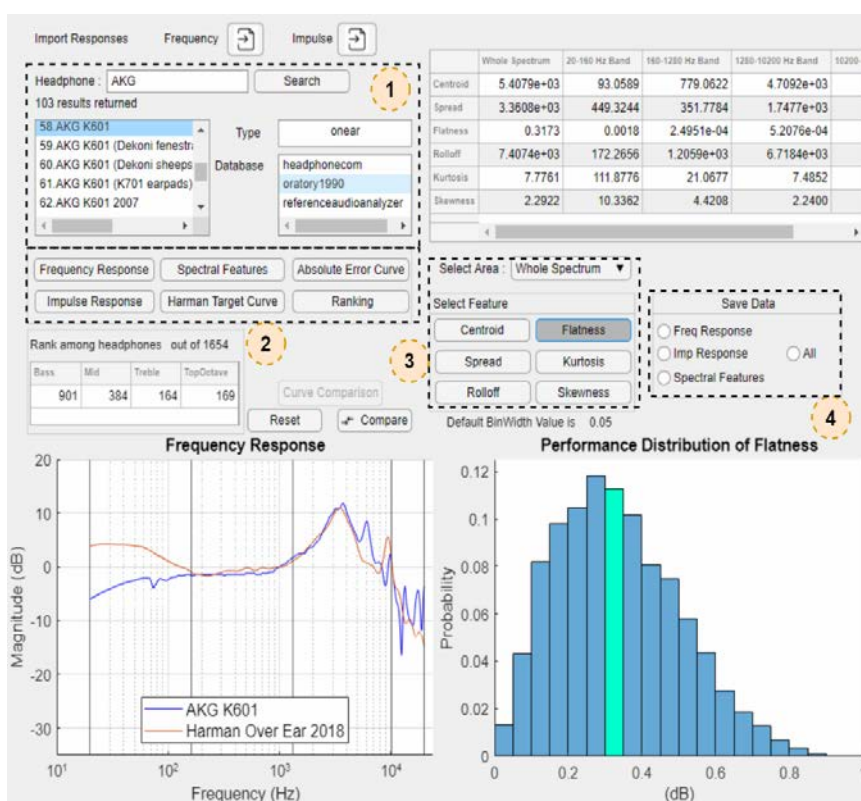 Import Responses Frequency Impulse
Headphone : AKG Search
1
103 results returned
58.AKG K601
59.AKG K601 (Dekoni fenestr
60.AKG K601 (Dekoni sheeps
61.AKG K601 (K701 earpads)
62.AKG K601 2007
Type onear
Database headphonecom
oratory1990
referenceaudioanalyzer
Whole Spectrum 20-160 Hz Band 160-1280 Hz Band 1280-10200 Hz Band 10200-
Centroid 5.4079e+03 93.0589 779.0622 4.7092e+03
Spread 3.3608e+03 449.3244 351.7784 1.7477e+03
Flatness 0.3173 0.0018 2.4951e-04 5.2076e-04
Rolloff 7.4074e+03 172.2656 1.2059e+03 6.7184e+03
Kurtosis 7.7761 111.8776 21.0677 7.4852
Skewness 2.2922 10.3362 4.4208 2.2400
Frequency Response Spectral Features Absolute Error Curve
Impulse Response Harman Target Curve Ranking
2
Rank among headphones out of 1654
Bass Mid Treble TopOctave
901 384 164 169
Curve Comparison
Reset Compare
Select Area : Whole Spectrum
Select Feature
Centroid Flatness
Spread Kurtosis
Rolloff Skewness
3
Default BinWidth Value is 0.05
Save Data
Freq Response
Imp Response All
Spectral Features
4
Frequency Response
20
10
0
-10
-20
-30
Magnitude (dB)
AKG K601
Harman Over Ear 2018
10¹ 10² 10³ 10⁴
Frequency (Hz)
Performance Distribution of Flatness
0.12
0.1
0.08
0.06
0.04
0.02
0
Probability
0 0.2 0.4 0.6 0.8
(dB)